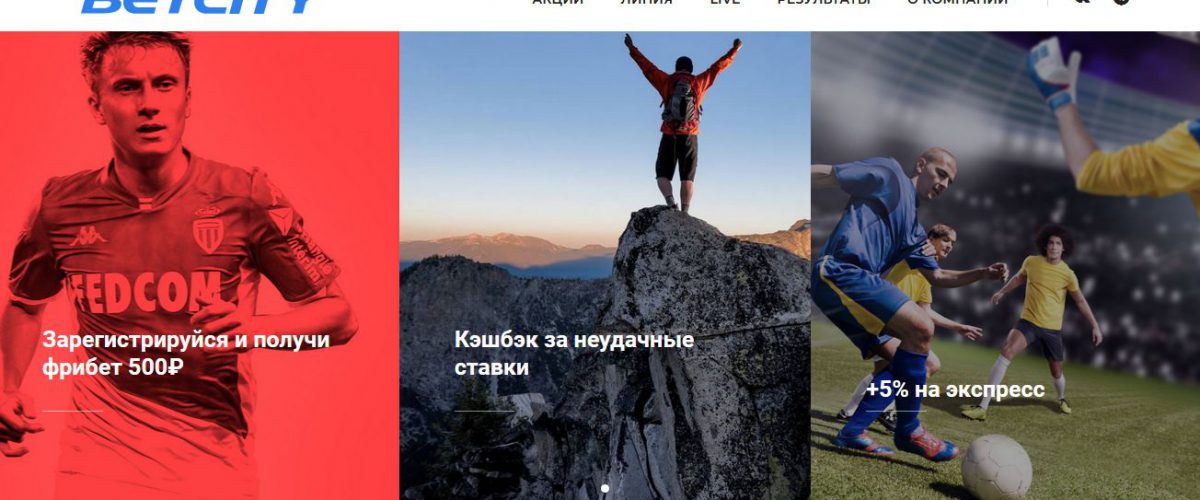 BETCITY
АКЦИИ ЛИНИЯ LIVE РЕЗУЛЬТАТЫ О КОМПАНИИ
FEDCOM
Зарегистрируйся и получи
фрибет 500₽
Кэшбэк за неудачные
ставки
+5% на экспресс